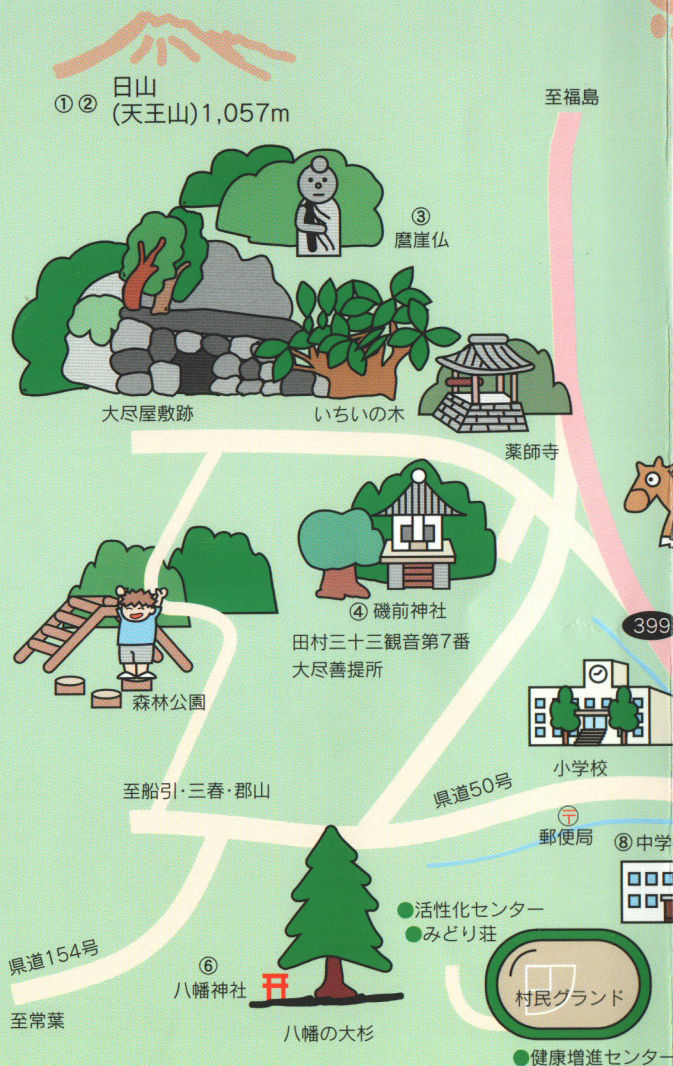 日山
①② (天王山)1,057m
至福島
③
麿崖仏
大尽屋敷跡
いちいの木
薬師寺
④ 磯前神社
田村三十三観音第7番
大尽善提所
399
森林公園
小学校
至船引・三春・郡山
県道50号
〒
郵便局
⑧ 中学
活性化センター
みどり荘
県道154号
⑥
八幡神社
村民グランド
至常葉
八幡の大杉
健康増進センター